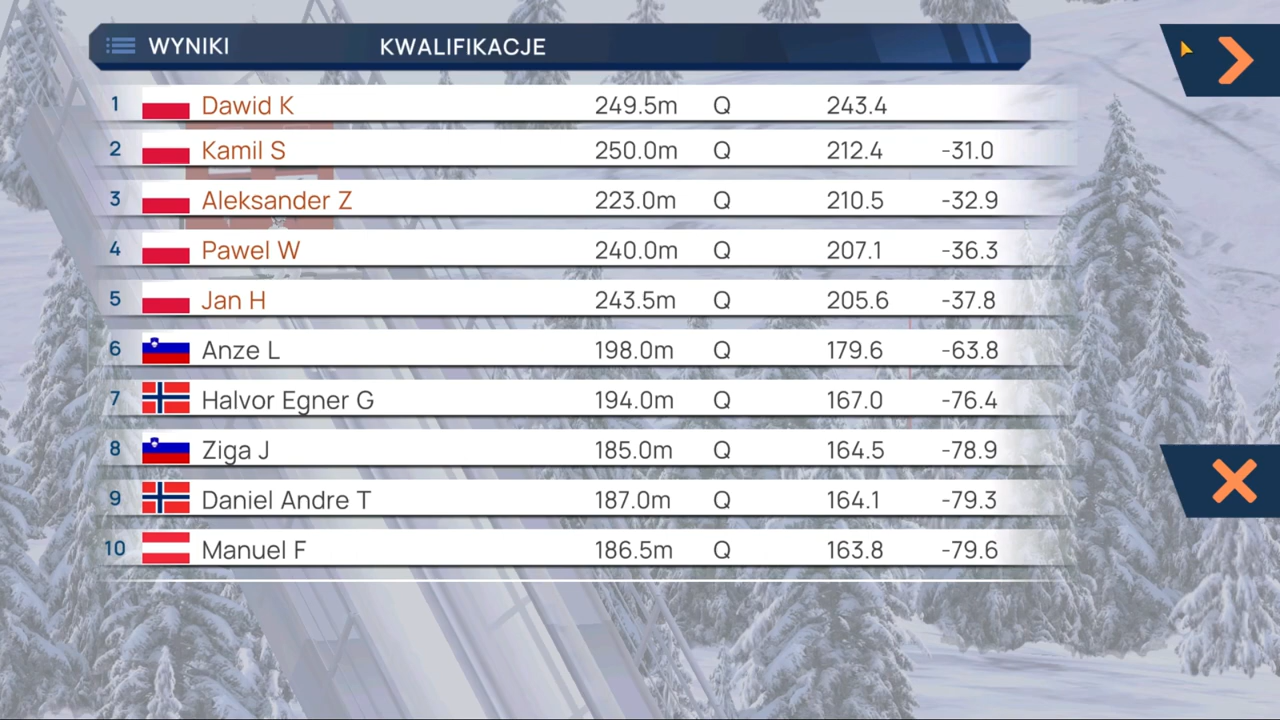 WYNIKI KWALIFIKACJE
1 Dawid K 249.5m Q 243.4
2 Kamil S 250.0m Q 212.4 -31.0
3 Aleksander Z 223.0m Q 210.5 -32.9
4 Pawel W 240.0m Q 207.1 -36.3
5 Jan H 243.5m Q 205.6 -37.8
6 Anze L 198.0m Q 179.6 -63.8
7 Halvor Egner G 194.0m Q 167.0 -76.4
8 Ziga J 185.0m Q 164.5 -78.9
9 Daniel Andre T 187.0m Q 164.1 -79.3
10 Manuel F 186.5m Q 163.8 -79.6